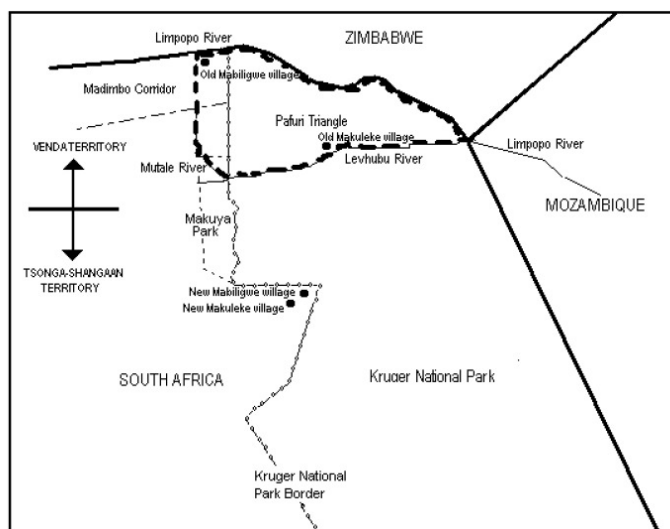 Limpopo River
ZIMBABWE
Old Mabiligwe village
Madimbo Corridor
Pafuri Triangle
Old Makuleke village
Limpopo River
VENDA TERRITORY
Levhubu River
Mutale River
MOZAMBIQUE
Makuya
Park
TSONGA-SHANGAAN
TERRITORY
New Mabiligwe village
New Makuleke village
SOUTH AFRICA
Kruger National Park
Kruger National
Park Border